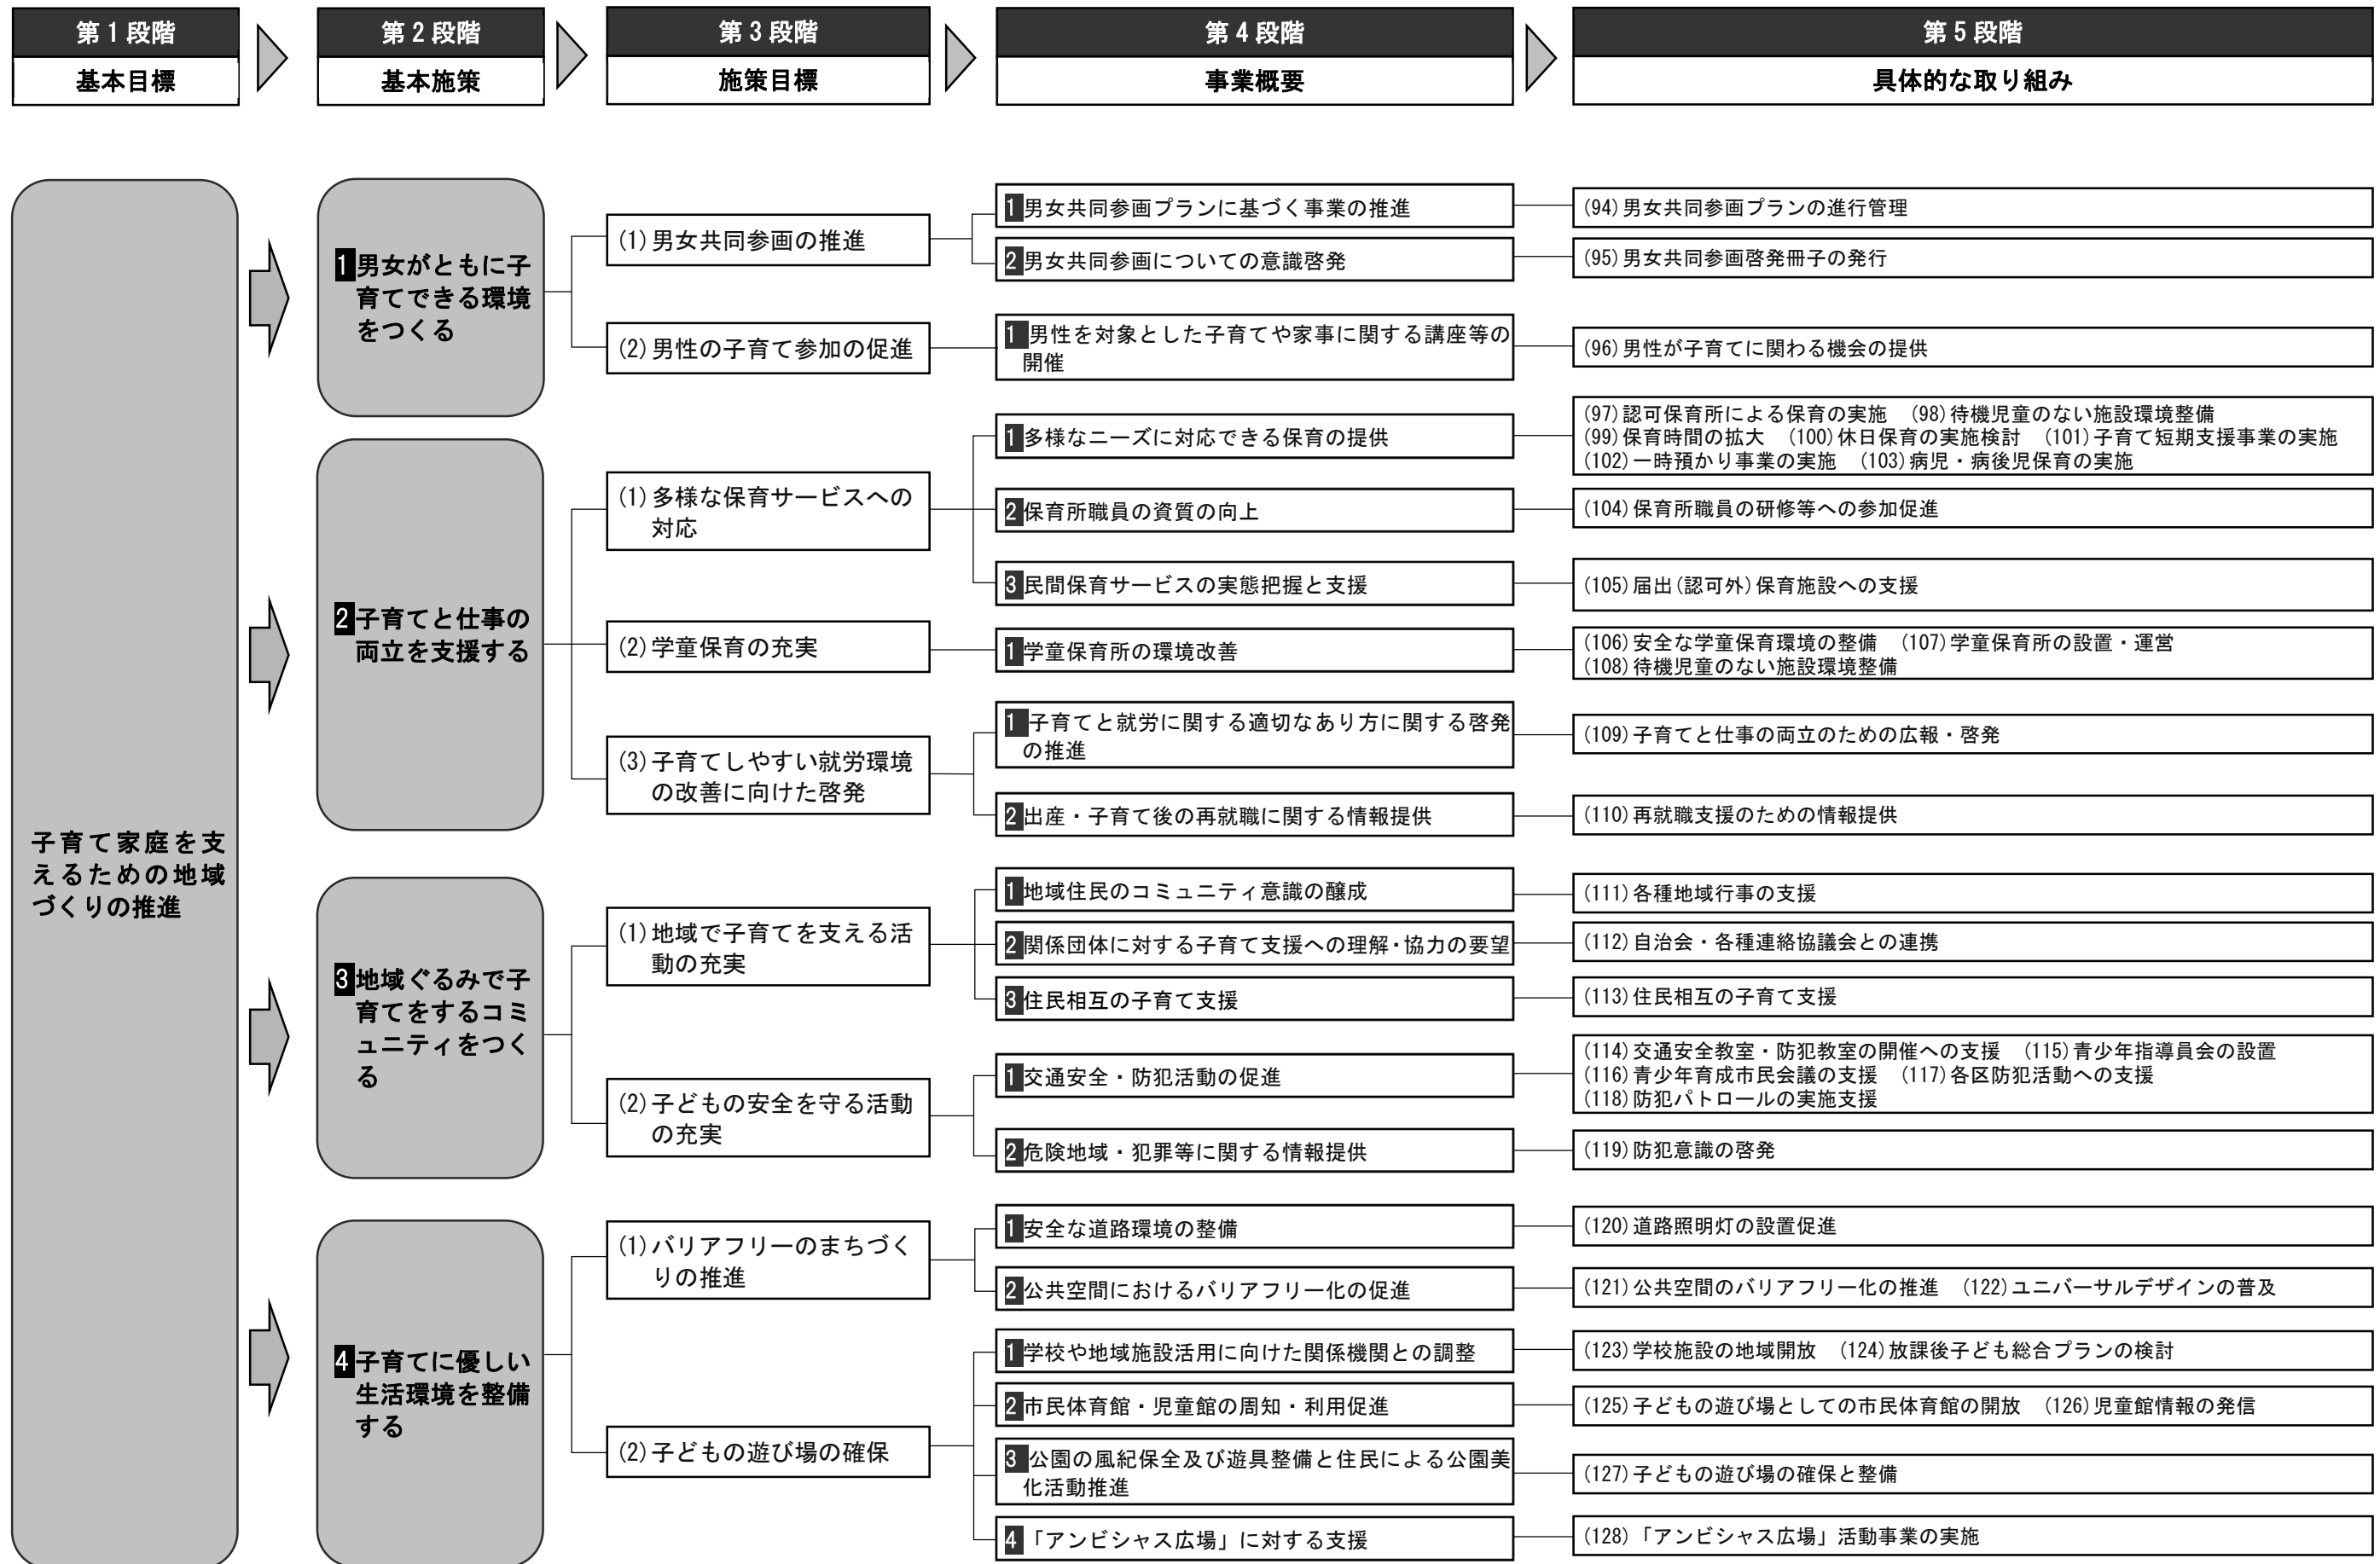 第1段階
基本目標
第2段階
基本施策
第3段階
施策目標
第4段階
事業概要
第5段階
具体的な取り組み
子育て家庭を支
えるための地域
づくりの推進
1男女がともに子
育てできる環境
をつくる
(1)男女共同参画の推進
1男女共同参画プランに基づく事業の推進
(94)男女共同参画プランの進行管理
2男女共同参画についての意識啓発
(95)男女共同参画啓発冊子の発行
(2)男性の子育て参加の促進
1男性を対象とした子育てや家事に関する講座等の
開催
(96)男性が子育てに関わる機会の提供
2子育てと仕事の
両立を支援する
(1)多様な保育サービスへの
対応
1多様なニーズに対応できる保育の提供
(97)認可保育所による保育の実施 (98)待機児童のない施設環境整備
(99)保育時間の拡大 (100)休日保育の実施検討 (101)子育て短期支援事業の実施
(102)一時預かり事業の実施 (103)病児・病後児保育の実施
2保育所職員の資質の向上
(104)保育所職員の研修等への参加促進
3民間保育サービスの実態把握と支援
(105)届出(認可外)保育施設への支援
(2)学童保育の充実
1学童保育所の環境改善
(106)安全な学童保育環境の整備 (107)学童保育所の設置・運営
(108)待機児童のない施設環境整備
(3)子育てしやすい就労環境
の改善に向けた啓発
1子育てと就労に関する適切なあり方に関する啓発
の推進
(109)子育てと仕事の両立のための広報・啓発
2出産・子育て後の再就職に関する情報提供
(110)再就職支援のための情報提供
3地域ぐるみで子
育てをするコミ
ュニティをつく
る
(1)地域で子育てを支える活
動の充実
1地域住民のコミュニティ意識の醸成
(111)各種地域行事の支援
2関係団体に対する子育て支援への理解・協力の要望
(112)自治会・各種連絡協議会との連携
3住民相互の子育て支援
(113)住民相互の子育て支援
(2)子どもの安全を守る活動
の充実
1交通安全・防犯活動の促進
(114)交通安全教室・防犯教室の開催への支援 (115)青少年指導員会の設置
(116)青少年育成市民会議の支援 (117)各区防犯活動への支援
(118)防犯パトロールの実施支援
2危険地域・犯罪等に関する情報提供
(119)防犯意識の啓発
4子育てに優しい
生活環境を整備
する
(1)バリアフリーのまちづく
りの推進
1安全な道路環境の整備
(120)道路照明灯の設置促進
2公共空間におけるバリアフリー化の促進
(121)公共空間のバリアフリー化の推進 (122)ユニバーサルデザインの普及
(2)子どもの遊び場の確保
1学校や地域施設活用に向けた関係機関との調整
(123)学校施設の地域開放 (124)放課後子ども総合プランの検討
2市民体育館・児童館の周知・利用促進
(125)子どもの遊び場としての市民体育館の開放 (126)児童館情報の発信
3公園の風紀保全及び遊具整備と住民による公園美
化活動推進
(127)子どもの遊び場の確保と整備
4「アンビシャス広場」に対する支援
(128)「アンビシャス広場」活動事業の実施